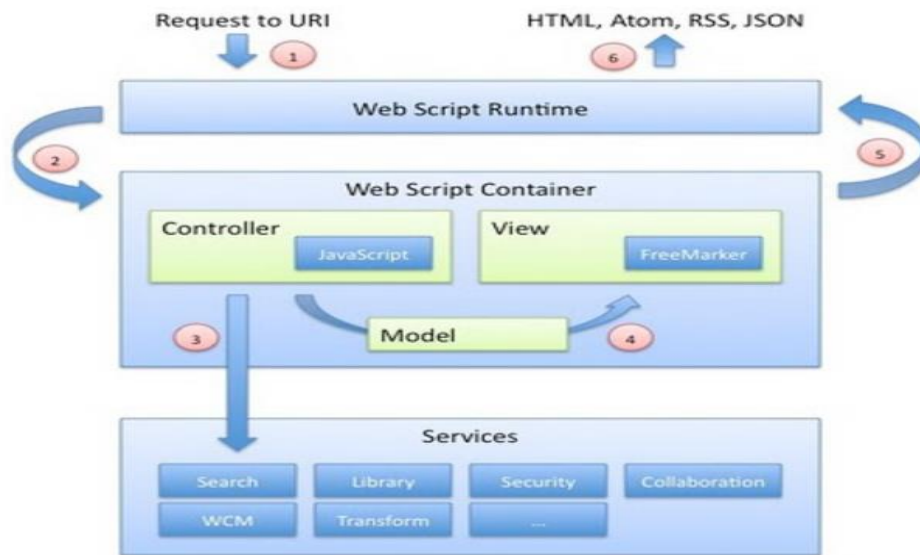 Request to URI
HTML, Atom, RSS, JSON
1
6
Web Script Runtime
2
5
Web Script Container
Controller
JavaScript
View
FreeMarker
3
Model
4
Services
Search
Library
Security
Collaboration
WCM
Transform
...